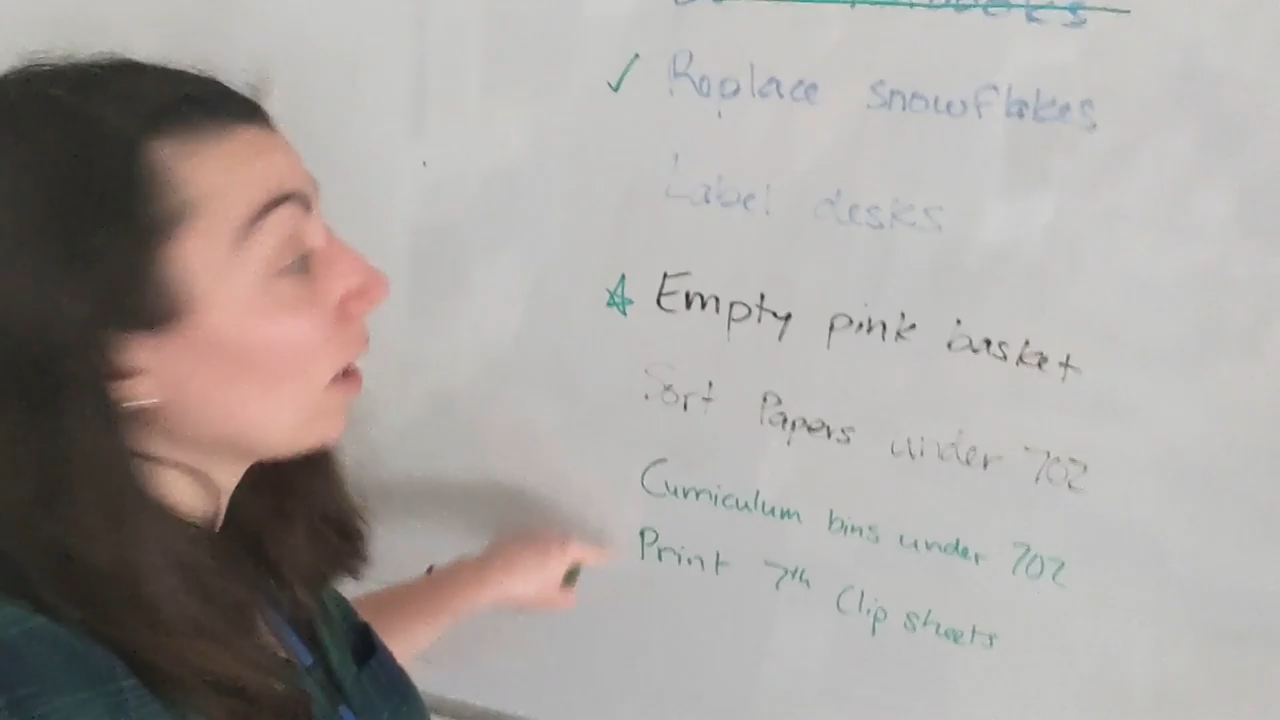 Replace snowflakes
Label desks
Empty pink basket
Sort Papers under 702
Curriculum bins under 702
Print 7th Clip sheets